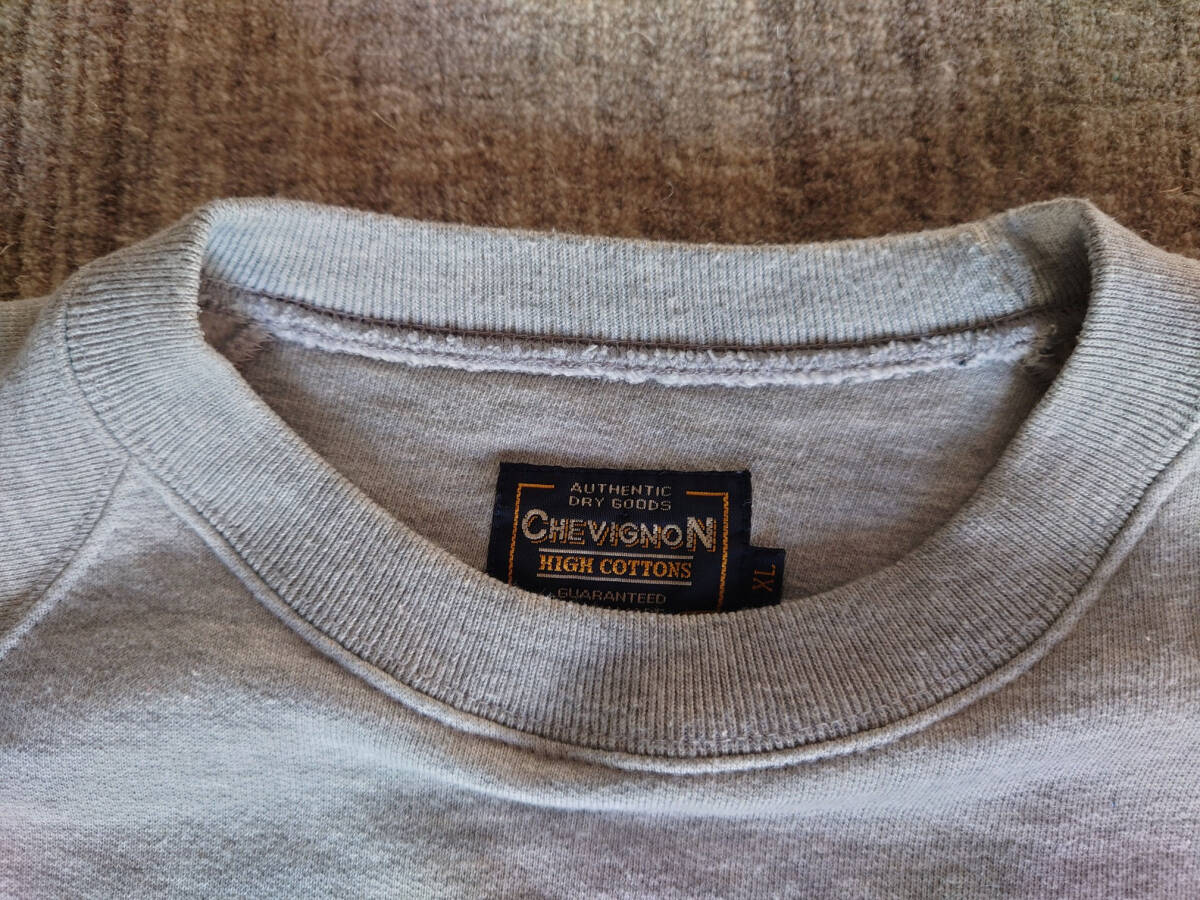 AUTHENTIC
DRY GOODS
CHEVIGNON
HIGH COTTONS
GUARANTEED
XL